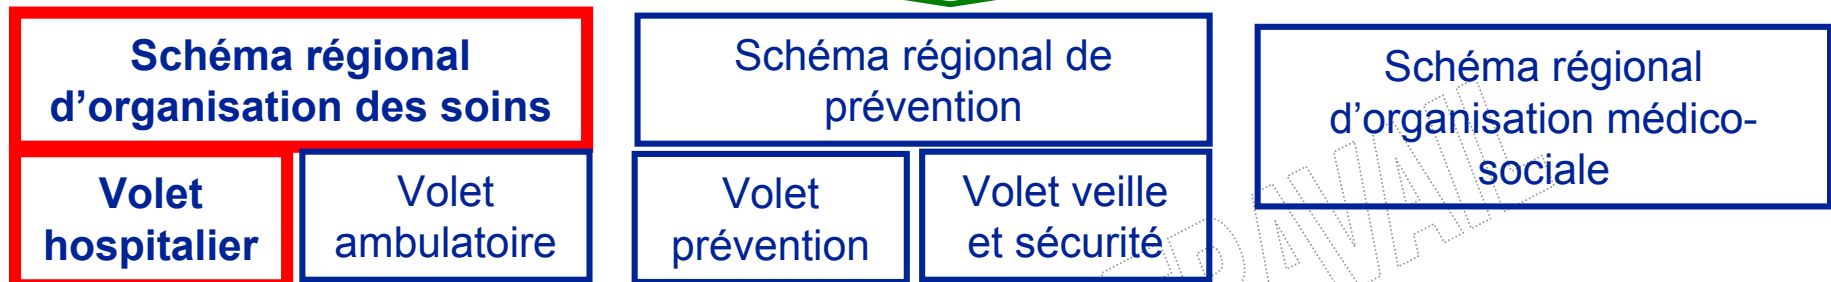 Schéma régional
d’organisation des soins
Schéma régional de
prévention
Schéma régional
d’organisation médico-
sociale
Volet
hospitalier
Volet
ambulatoire
Volet
prévention
Volet veille
et sécurité